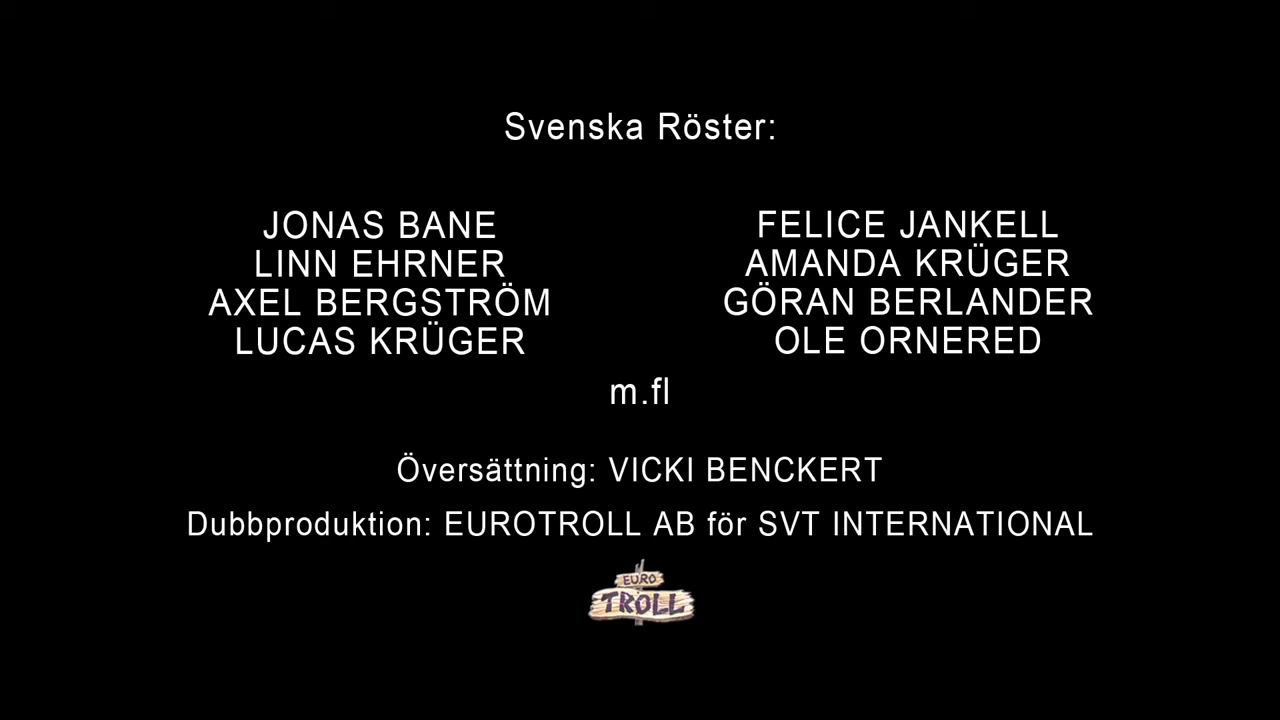 Svenska Röster:
JONAS BANE
LINN EHRNER
AXEL BERGSTRÖM
LUCAS KRÜGER
FELICE JANKELL
AMANDA KRÜGER
GÖRAN BERLANDER
OLE ORNERED
m.fl
Översättning: VICKI BENCKERT
Dubbproduktion: EUROTROLL AB för SVT INTERNATIONAL
EURO
TROLL